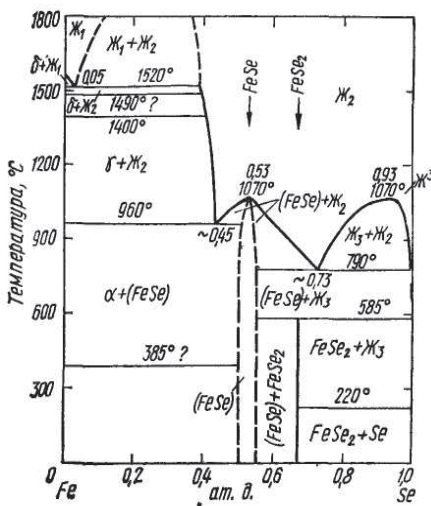 1800
1500
1200
900
600
300
0
Температура, °C
Ж₁
Ж₁+Ж₂
δ+Ж₁
0,05
1520°
δ+Ж₂
1490° ?
1400°
γ+Ж₂
960°
α+(FeSe)
385° ?
FeSe
FeSe₂
Ж₂
0,53
1070°
(FeSe)+Ж₂
~0,45
0,93
1070°
Ж₃
Ж₃+Ж₂
790°
~0,73
(FeSe)+Ж₃
585°
FeSe₂+Ж₃
220°
FeSe₂+Se
(FeSe)
(FeSe)+FeSe₂
0 0,2 0,4 0,6 0,8 1,0
Fe ат. д. Se